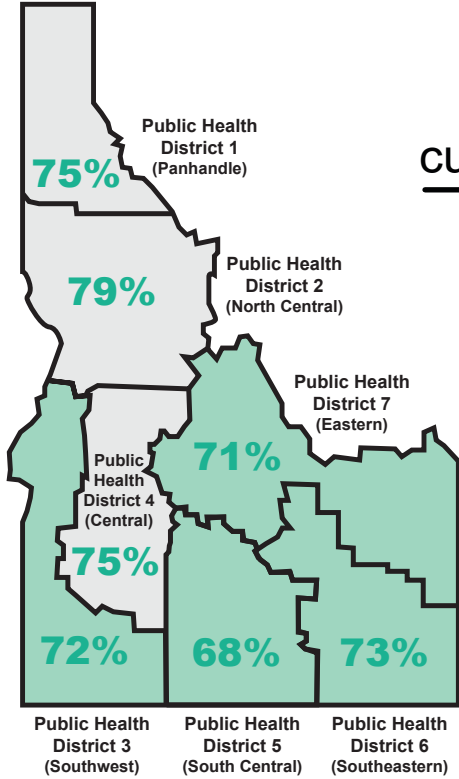 Public Health
District 1
(Panhandle)
75%
Public Health
District 2
(North Central)
79%
Public Health
District 7
(Eastern)
71%
Public
Health
District 4
(Central)
75%
72%
68%
73%
Public Health
District 3
(Southwest)
Public Health
District 5
(South Central)
Public Health
District 6
(Southeastern)